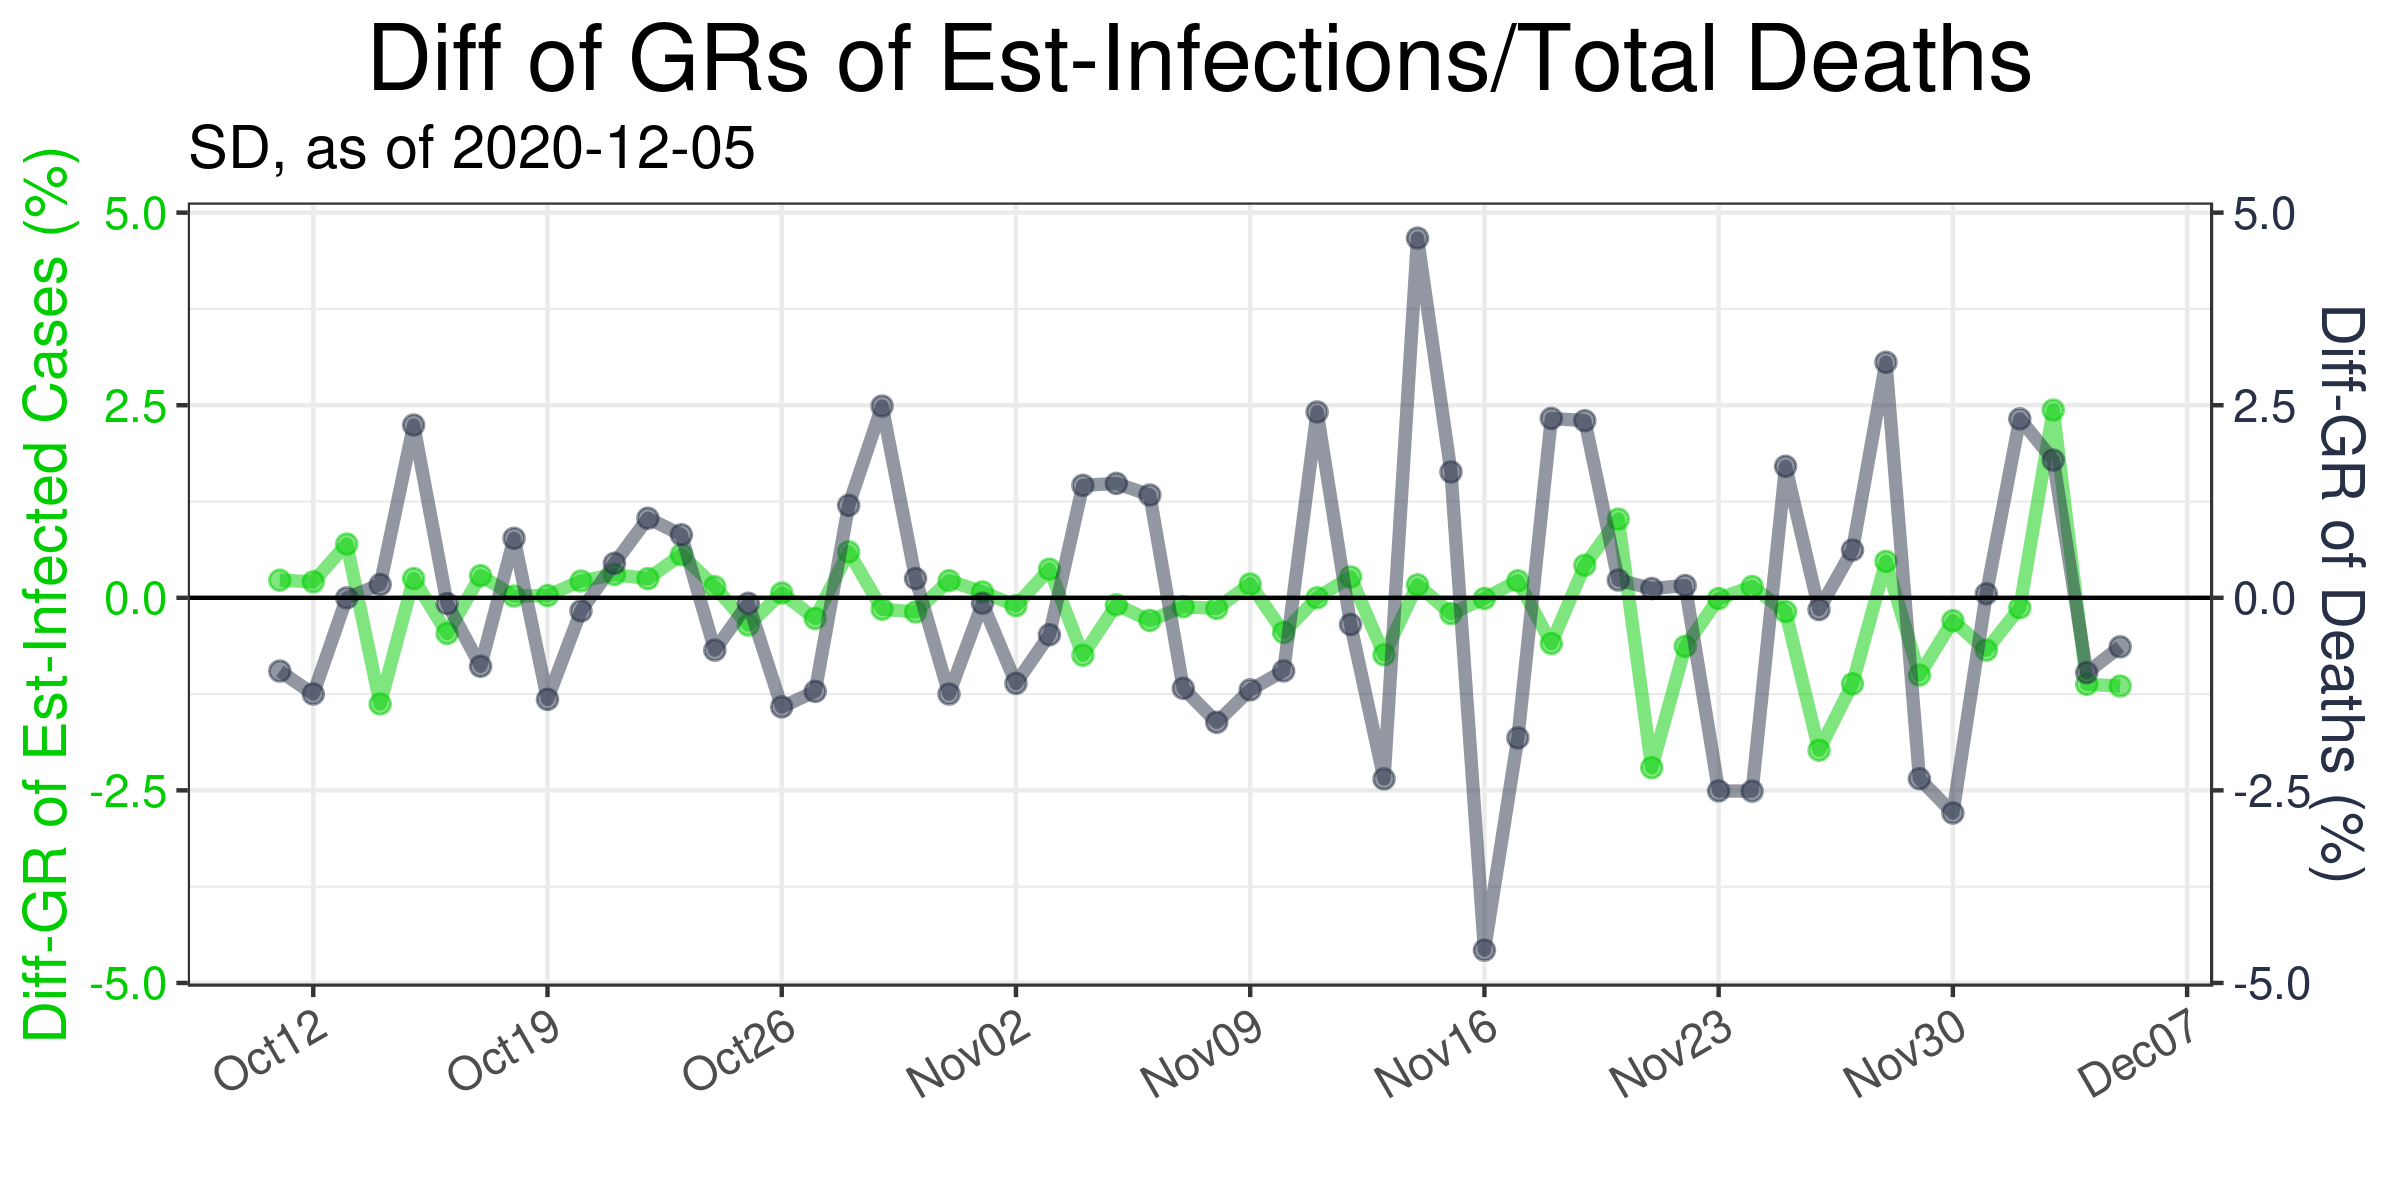 Diff of GRs of Est-Infections/Total Deaths
SD, as of 2020-12-05
Diff-GR of Est-Infected Cases (%)
5.0
2.5
0.0
-2.5
-5.0
5.0
2.5
0.0
-2.5
-5.0
Diff-GR of Deaths (%)
Oct12
Oct19
Oct26
Nov02
Nov09
Nov16
Nov23
Nov30
Dec07